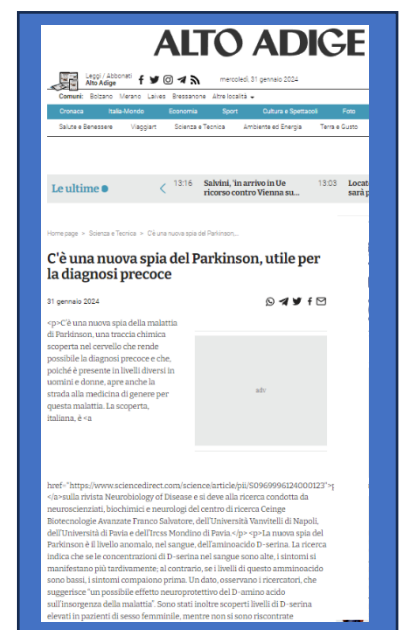 ALTO ADIGE
Leggi / Abbonati
Alto Adige
mercoledì, 31 gennaio 2024
Comuni: Bolzano Merano Laives Bressanone Altre località
Cronaca Italia-Mondo Economia Sport Cultura e Spettacoli Foto
Salute e Benessere Viaggiart Scienza e Tecnica Ambiente ed Energia Terra e Gusto
Le ultime
13:16 Salvini, 'in arrivo in Ue 13:03 Locat
ricorso contro Vienna su... sarà p
Homepage > Scienza e Tecnica > C'è una nuova spia del Parkinson,...
C'è una nuova spia del Parkinson, utile per
la diagnosi precoce
31 gennaio 2024
<p>C'è una nuova spia della malattia
di Parkinson, una traccia chimica
scoperta nel cervello che rende
possibile la diagnosi precoce e che,
poiché è presente in livelli diversi in
uomini e donne, apre anche la
strada alla medicina di genere per
questa malattia. La scoperta,
italiana, è <a
adv
href="https://www.sciencedirect.com/science/article/pii/S0969996124000123">
</a>sulla rivista Neurobiology of Disease e si deve alla ricerca condotta da
neuroscienziati, biochimici e neurologi del centro di ricerca Ceinge
Biotecnologie Avanzate Franco Salvatore, dell'Università Vanvitelli di Napoli,
dell'Università di Pavia e dell'Irccs Mondino di Pavia.</p> <p>La nuova spia del
Parkinson è il livello anomalo, nel sangue, dell'aminoacido D-serina. La ricerca
indica che se le concentrazioni di D-serina nel sangue sono alte, i sintomi si
manifestano più tardivamente; al contrario, se i livelli di questo amminoacido
sono bassi, i sintomi compaiono prima. Un dato, osservano i ricercatori, che
suggerisce "un possibile effetto neuroprotettivo del D-amino acido
sull'insorgenza della malattia". Sono stati inoltre scoperti livelli di D-serina
elevati in pazienti di sesso femminile, mentre non si sono riscontrate